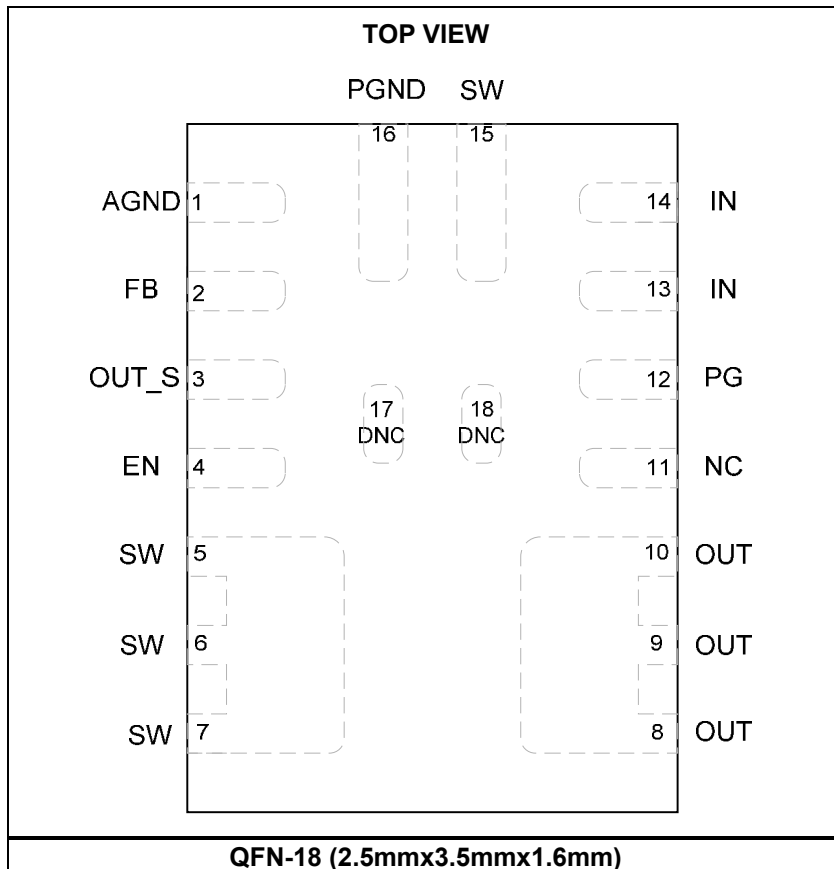 TOP VIEW
PGND SW
16 15
AGND 1 14 IN
FB 2 13 IN
OUT_S 3 12 PG
17 18
DNC DNC
EN 4 11 NC
SW 5 10 OUT
SW 6 9 OUT
SW 7 8 OUT
QFN-18 (2.5mmx3.5mmx1.6mm)